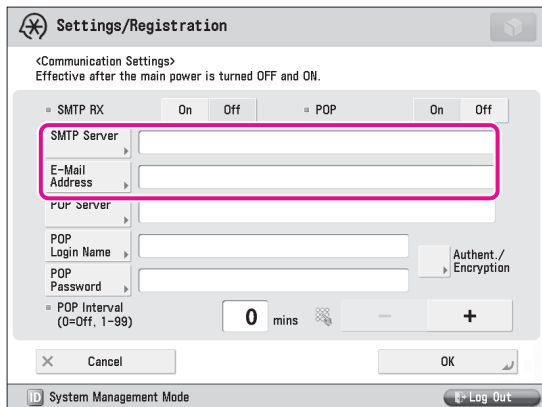 Settings/Registration
<Communication Settings>
Effective after the main power is turned OFF and ON.
SMTP RX On Off POP On Off
SMTP Server
E-Mail
Address
POP Server
POP
Login Name
Authent./
Encryption
POP
Password
POP Interval
(0=Off, 1-99)
0 mins - +
Cancel OK
ID System Management Mode Log Out